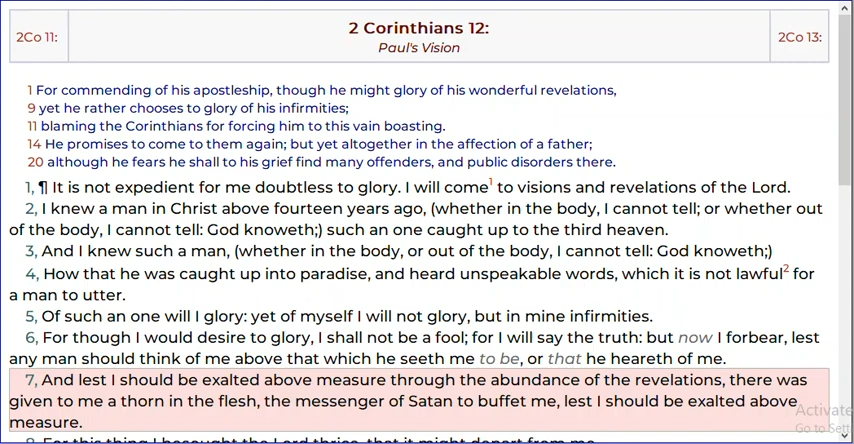 2Co 11:
2 Corinthians 12:
Paul's Vision
2Co 13:
1 For commending of his apostleship, though he might glory of his wonderful revelations,
9 yet he rather chooses to glory of his infirmities;
11 blaming the Corinthians for forcing him to this vain boasting.
14 He promises to come to them again; but yet altogether in the affection of a father;
20 although he fears he shall to his grief find many offenders, and public disorders there.
1, ¶ It is not expedient for me doubtless to glory. I will come1 to visions and revelations of the Lord.
2, I knew a man in Christ above fourteen years ago, (whether in the body, I cannot tell; or whether out
of the body, I cannot tell: God knoweth;) such an one caught up to the third heaven.
3, And I knew such a man, (whether in the body, or out of the body, I cannot tell: God knoweth;)
4, How that he was caught up into paradise, and heard unspeakable words, which it is not lawful2 for
a man to utter.
5, Of such an one will I glory: yet of myself I will not glory, but in mine infirmities.
6, For though I would desire to glory, I shall not be a fool; for I will say the truth: but now I forbear, lest
any man should think of me above that which he seeth me to be, or that he heareth of me.
7, And lest I should be exalted above measure through the abundance of the revelations, there was
given to me a thorn in the flesh, the messenger of Satan to buffet me, lest I should be exalted above
measure.
Activate
Go to Sett
8, For this thing I besought the Lord thrice, that it might depart from me.